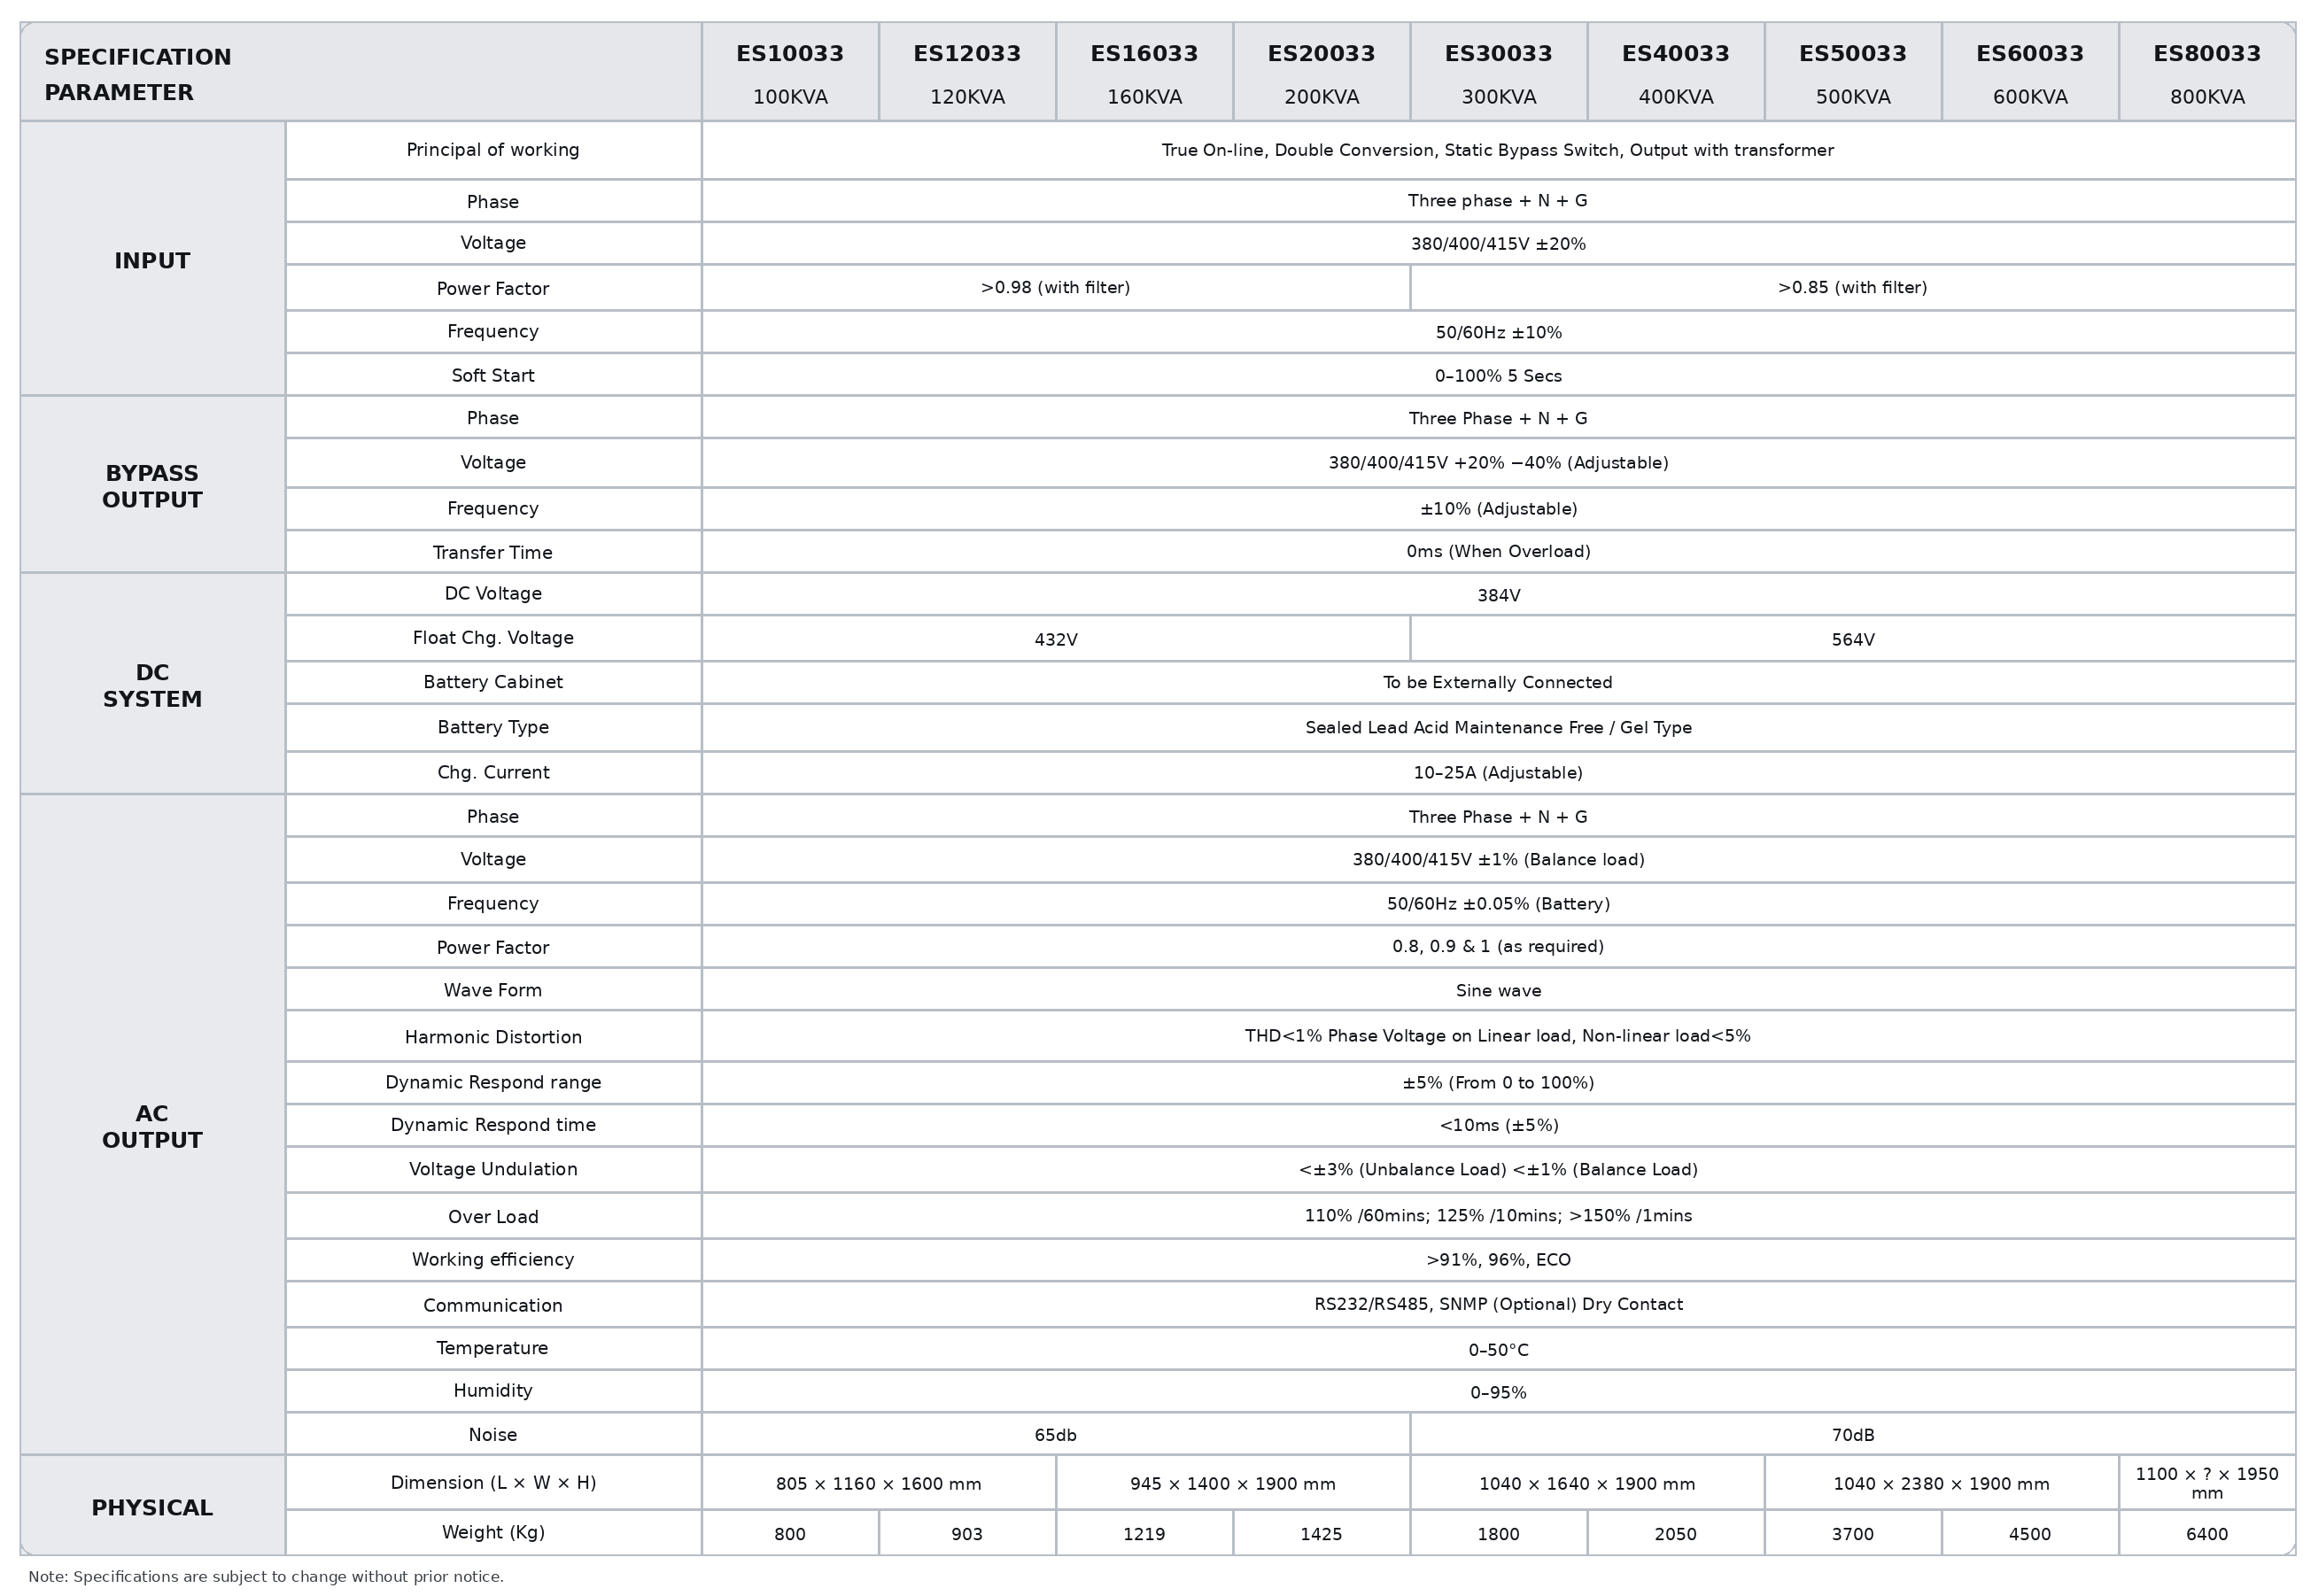 SPECIFICATION
PARAMETER
ES10033 ES12033 ES16033 ES20033 ES30033 ES40033 ES50033 ES60033 ES80033
100KVA 120KVA 160KVA 200KVA 300KVA 400KVA 500KVA 600KVA 800KVA
INPUT
Principal of working True On-line, Double Conversion, Static Bypass Switch, Output with transformer
Phase Three phase + N + G
Voltage 380/400/415V ±20%
Power Factor >0.98 (with filter) >0.85 (with filter)
Frequency 50/60Hz ±10%
Soft Start 0–100% 5 Secs
BYPASS
OUTPUT
Phase Three Phase + N + G
Voltage 380/400/415V +20% −40% (Adjustable)
Frequency ±10% (Adjustable)
Transfer Time 0ms (When Overload)
DC
SYSTEM
DC Voltage 384V
Float Chg. Voltage 432V 564V
Battery Cabinet To be Externally Connected
Battery Type Sealed Lead Acid Maintenance Free / Gel Type
Chg. Current 10–25A (Adjustable)
AC
OUTPUT
Phase Three Phase + N + G
Voltage 380/400/415V ±1% (Balance load)
Frequency 50/60Hz ±0.05% (Battery)
Power Factor 0.8, 0.9 & 1 (as required)
Wave Form Sine wave
Harmonic Distortion THD<1% Phase Voltage on Linear load, Non-linear load<5%
Dynamic Respond range ±5% (From 0 to 100%)
Dynamic Respond time <10ms (±5%)
Voltage Undulation <±3% (Unbalance Load) <±1% (Balance Load)
Over Load 110% /60mins; 125% /10mins; >150% /1mins
Working efficiency >91%, 96%, ECO
Communication RS232/RS485, SNMP (Optional) Dry Contact
Temperature 0–50°C
Humidity 0–95%
Noise 65db 70dB
PHYSICAL
Dimension (L × W × H) 805 × 1160 × 1600 mm 945 × 1400 × 1900 mm 1040 × 1640 × 1900 mm 1040 × 2380 × 1900 mm 1100 × ? × 1950
mm
Weight (Kg) 800 903 1219 1425 1800 2050 3700 4500 6400
Note: Specifications are subject to change without prior notice.